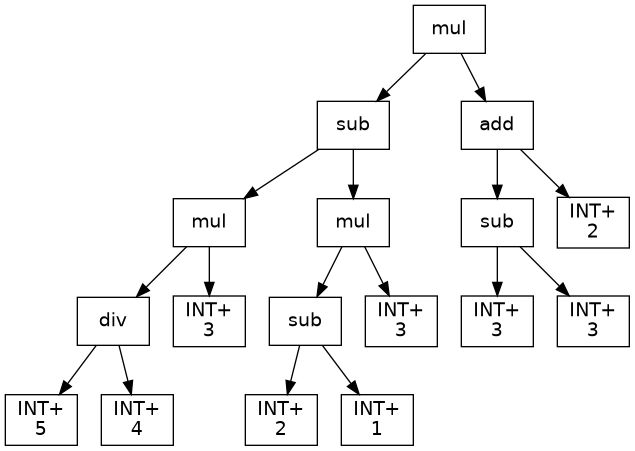 mul
sub
add
mul
mul
sub
INT+
2
div
INT+
3
sub
INT+
3
INT+
3
INT+
3
INT+
5
INT+
4
INT+
2
INT+
1